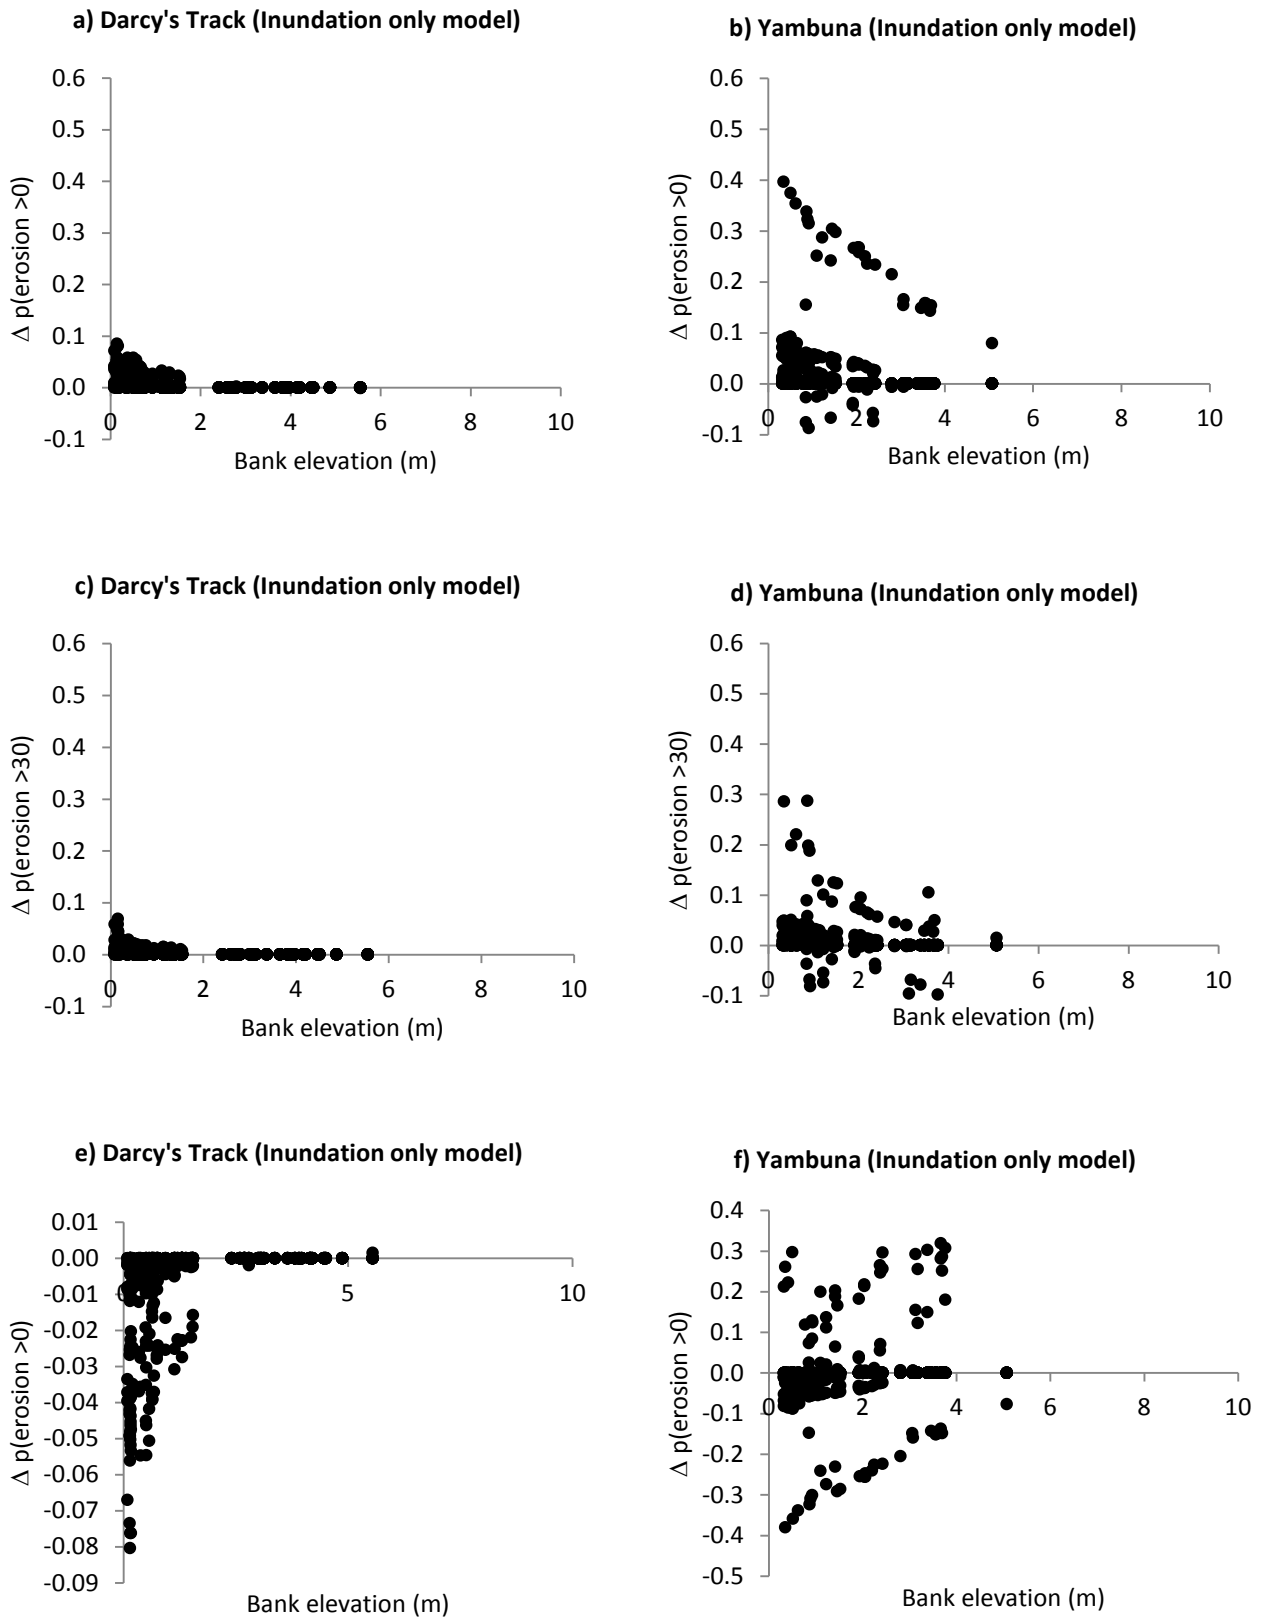 a) Darcy's Track (Inundation only model)
0.6
0.5
0.4
0.3
0.2
0.1
0.0
-0.1
0 2 4 6 8 10
Δ p(erosion >0)
Bank elevation (m)
b) Yambuna (Inundation only model)
0.6
0.5
0.4
0.3
0.2
0.1
0.0
-0.1
0 2 4 6 8 10
Δ p(erosion >0)
Bank elevation (m)
c) Darcy's Track (Inundation only model)
0.6
0.5
0.4
0.3
0.2
0.1
0.0
-0.1
0 2 4 6 8 10
Δ p(erosion >30)
Bank elevation (m)
d) Yambuna (Inundation only model)
0.6
0.5
0.4
0.3
0.2
0.1
0.0
-0.1
0 2 4 6 8 10
Δ p(erosion >30)
Bank elevation (m)
e) Darcy's Track (Inundation only model)
0.01
0.00
-0.01
-0.02
-0.03
-0.04
-0.05
-0.06
-0.07
-0.08
-0.09
0 5 10
Δ p(erosion >0)
Bank elevation (m)
f) Yambuna (Inundation only model)
0.4
0.3
0.2
0.1
0.0
-0.1
-0.2
-0.3
-0.4
-0.5
0 2 4 6 8 10
Δ p(erosion >0)
Bank elevation (m)